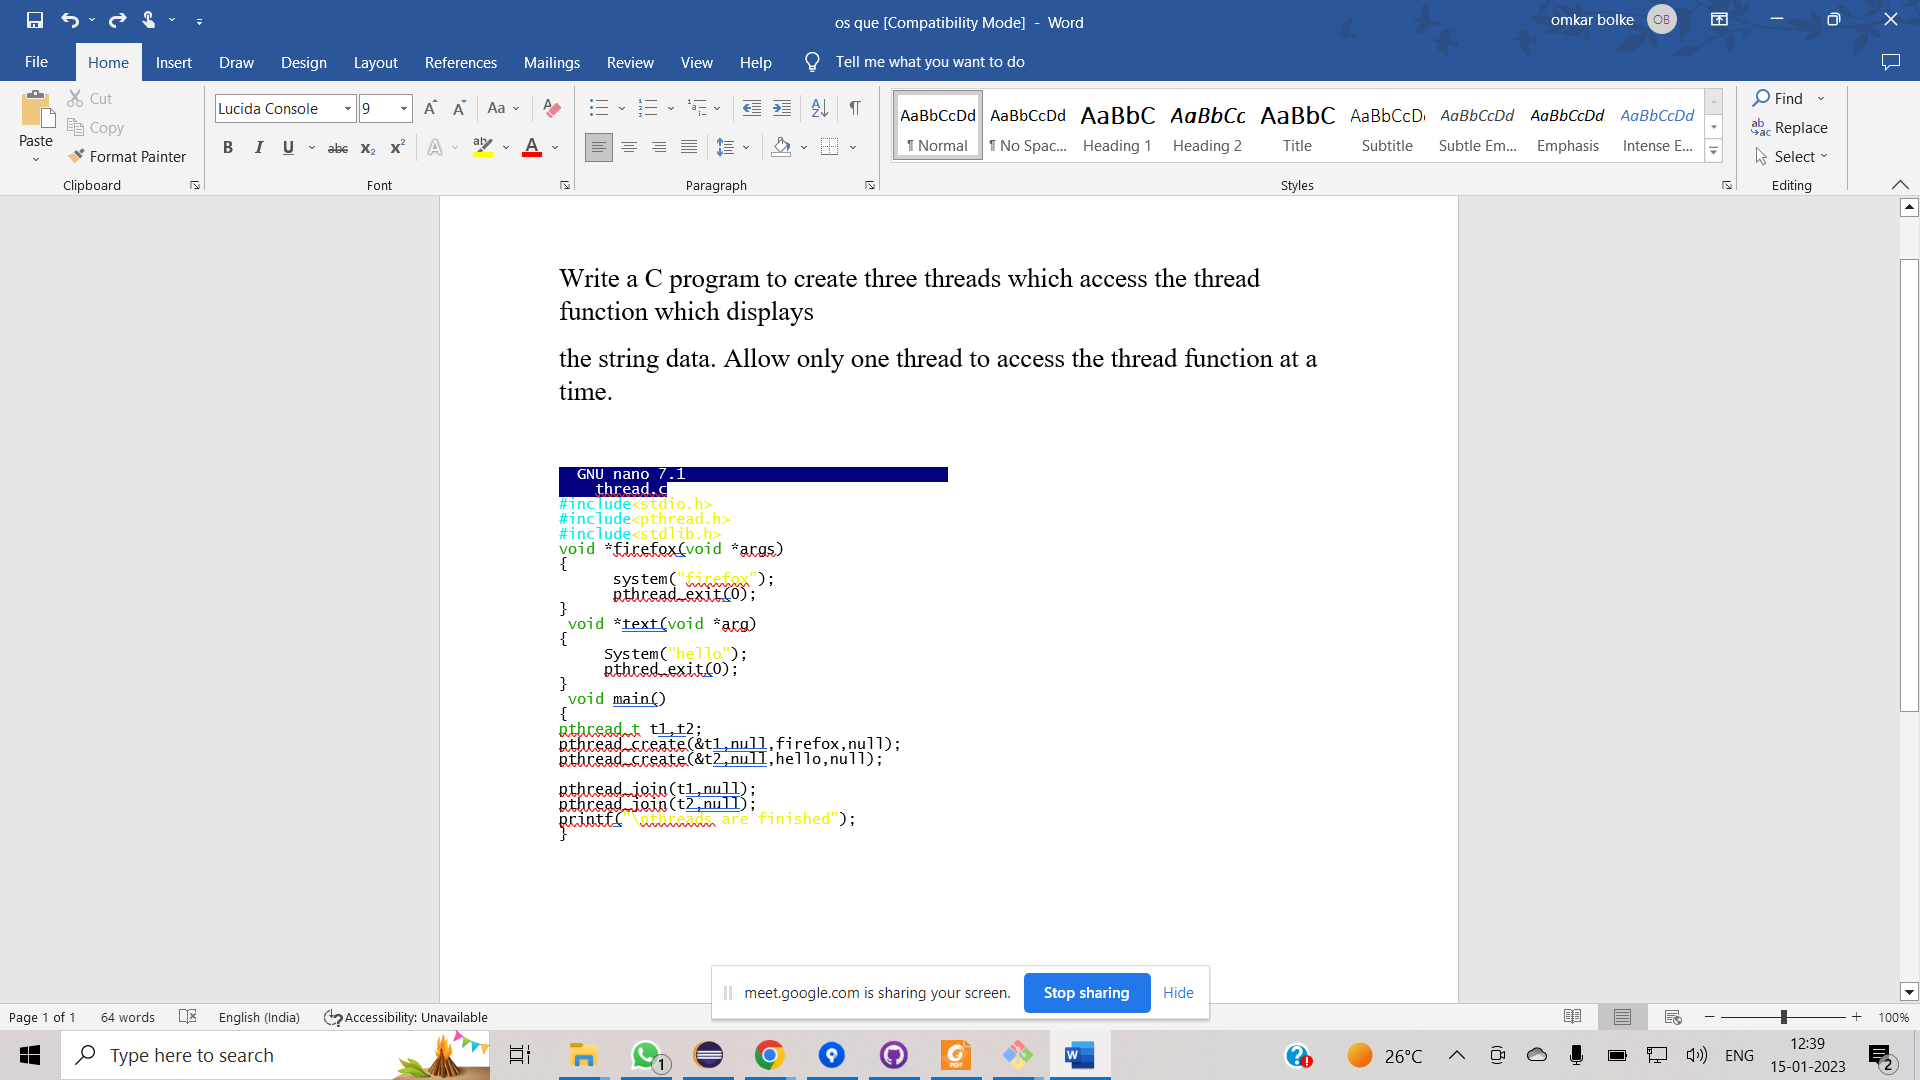 os que [Compatibility Mode] - Word
omkar bolke
OB
File
Home
Insert
Draw
Design
Layout
References
Mailings
Review
View
Help
Tell me what you want to do
Paste
Cut
Copy
Format Painter
Clipboard
Lucida Console
9
Aa
B
I
U
abc
x2
x2
A
ab
A
Font
Paragraph
AaBbCcDd
¶ Normal
AaBbCcDd
¶ No Spac...
AaBbC
Heading 1
AaBbCc
Heading 2
AaBbC
Title
AaBbCcD
Subtitle
AaBbCcDd
Subtle Em...
AaBbCcDd
Emphasis
AaBbCcDd
Intense E...
Styles
Find
Replace
Select
Editing
Write a C program to create three threads which access the thread
function which displays
the string data. Allow only one thread to access the thread function at a
time.
GNU nano 7.1
thread.c
#include<stdio.h>
#include<pthread.h>
#include<stdlib.h>
void *firefox(void *args)
{
system("firefox");
pthread_exit(0);
}
void *text(void *arg)
{
System("hello");
pthred_exit(0);
}
void main()
{
pthread_t t1,t2;
pthread_create(&t1,null,firefox,null);
pthread_create(&t2,null,hello,null);
pthread_join(t1,null);
pthread_join(t2,null);
printf("\nthreads are finished");
}
meet.google.com is sharing your screen.
Stop sharing
Hide
Page 1 of 1
64 words
English (India)
Accessibility: Unavailable
100%
Type here to search
1
PDF
W
26°C
ENG
12:39
15-01-2023
2